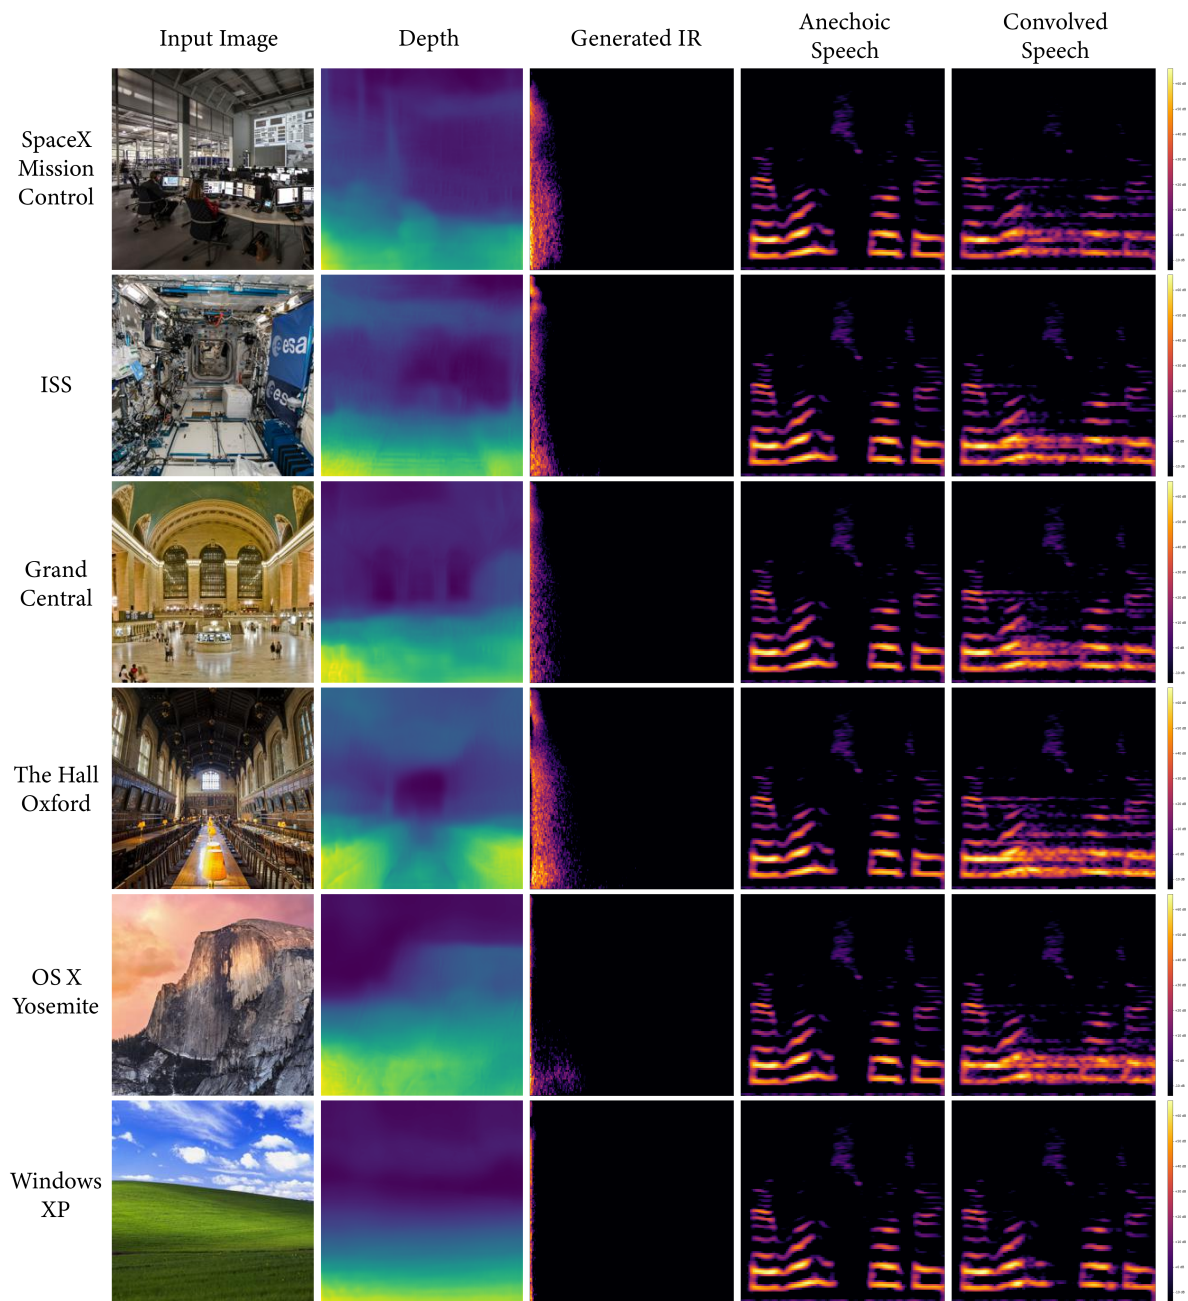 Input Image
Depth
Generated IR
Anechoic
Speech
Convolved
Speech
SpaceX
Mission
Control
ISS
esa
esa
Grand
Central
The Hall
Oxford
OS X
Yosemite
Windows
XP